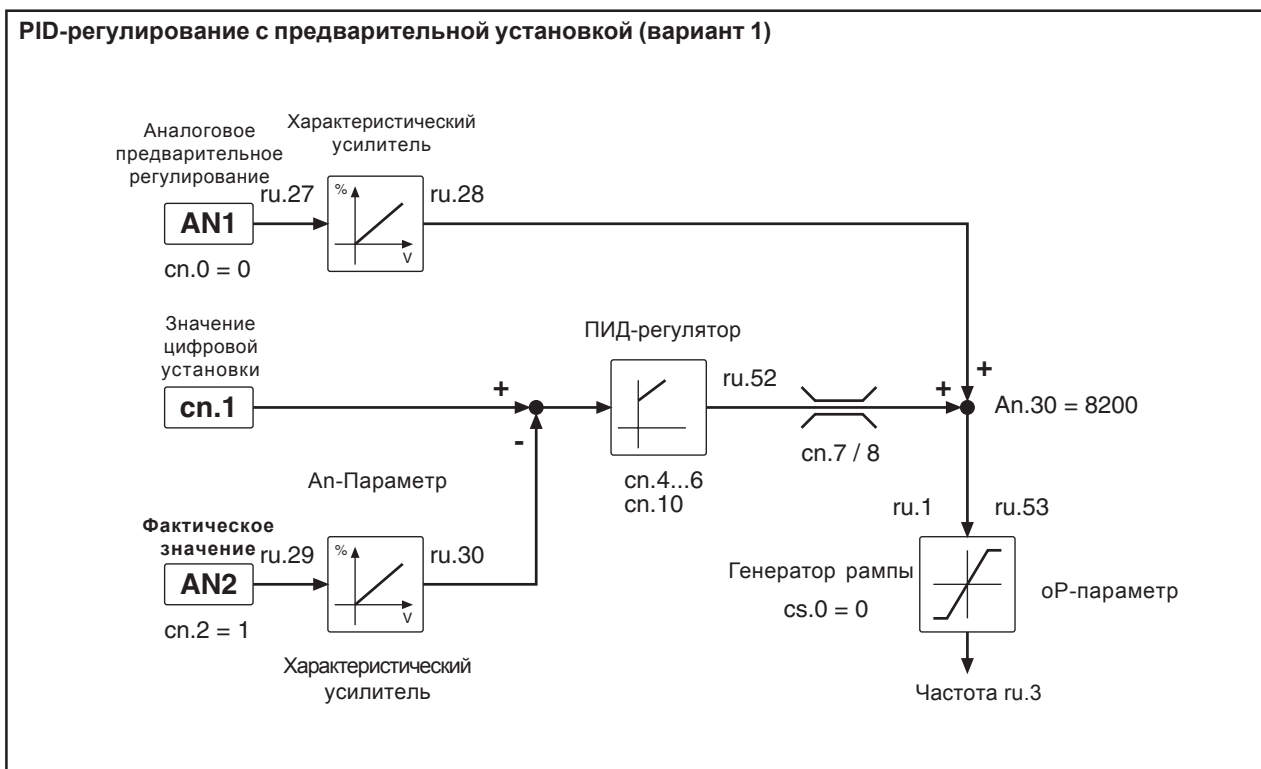 PID-регулирование с предварительной установкой (вариант 1)
Аналоговое
предварительное
регулирование
Характеристический
усилитель
ru.27
%
ru.28
AN1
V
cn.0 = 0
Значение
цифровой
установки
ПИД-регулятор
cn.1
+
-
ru.52
+
+
An.30 = 8200
cn.7 / 8
cn.4...6
cn.10
An-Параметр
Фактическое
значение
ru.29
%
ru.30
AN2
V
cn.2 = 1
Характеристический
усилитель
ru.1
ru.53
Генератор рампы
cs.0 = 0
oP-параметр
Частота ru.3